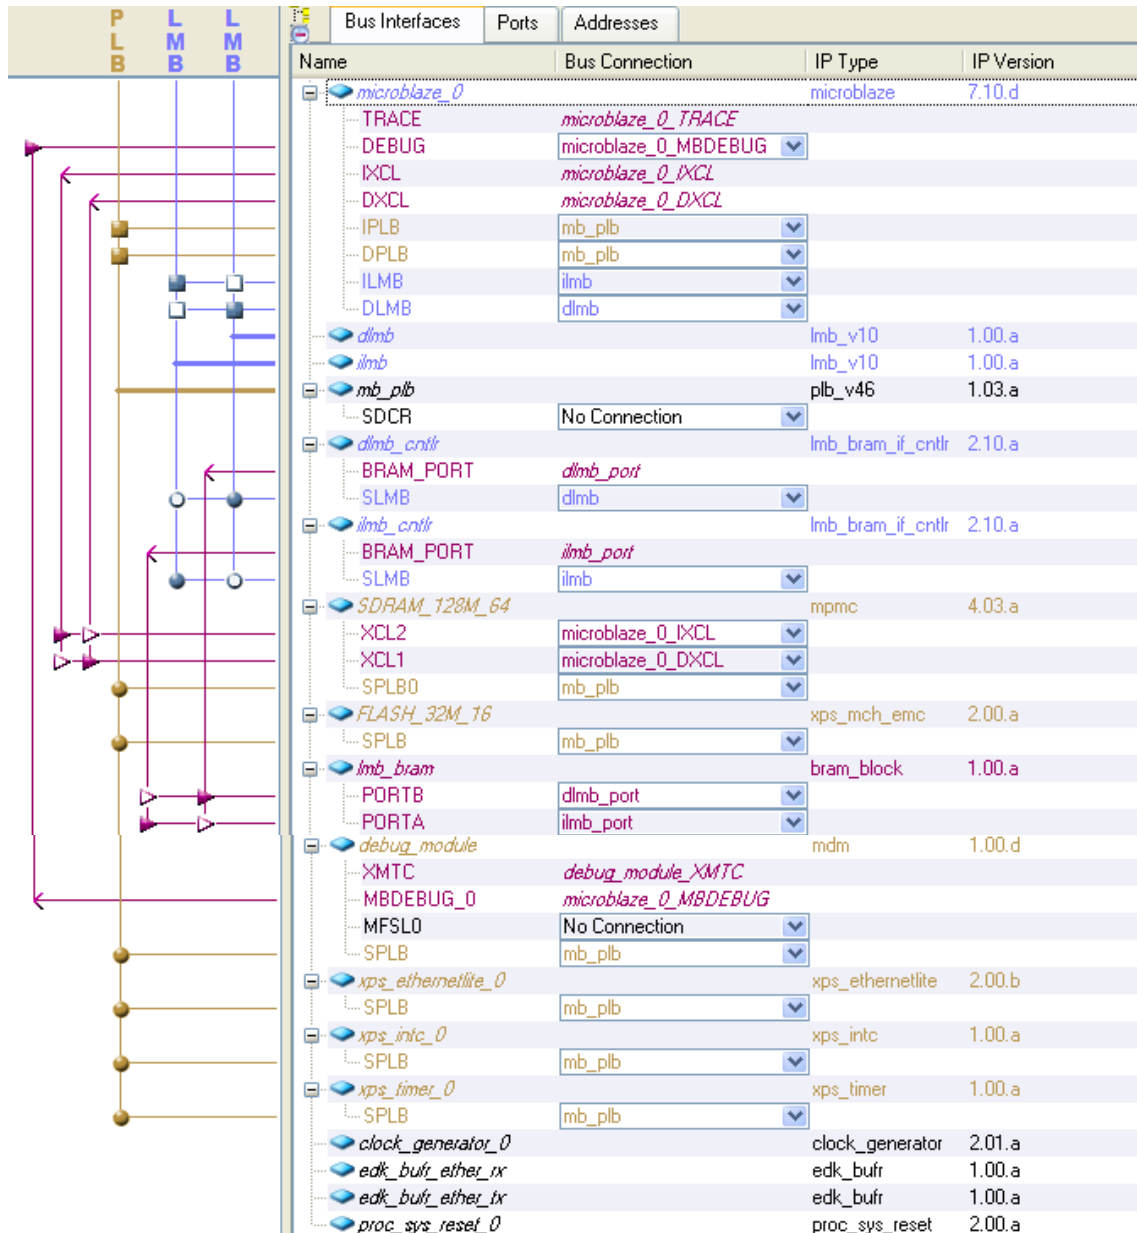 PLB LMB LMB
Bus Interfaces Ports Addresses
Name Bus Connection IP Type IP Version
microblaze_0 microblaze 7.10.d
TRACE microblaze_0_TRACE
DEBUG microblaze_0_MBDEBUG
IXCL microblaze_0_IXCL
DXCL microblaze_0_DXCL
IPLB mb_plb
DPLB mb_plb
ILMB ilmb
DLMB dlmb
dlmb lmb_v10 1.00.a
ilmb lmb_v10 1.00.a
mb_plb plb_v46 1.03.a
SDCR No Connection
dlmb_cntlr lmb_bram_if_cntlr 2.10.a
BRAM_PORT dlmb_port
SLMB dlmb
ilmb_cntlr lmb_bram_if_cntlr 2.10.a
BRAM_PORT ilmb_port
SLMB ilmb
SDRAM_128M_64 mpmc 4.03.a
XCL2 microblaze_0_IXCL
XCL1 microblaze_0_DXCL
SPLB0 mb_plb
FLASH_32M_16 xps_mch_emc 2.00.a
SPLB mb_plb
lmb_bram bram_block 1.00.a
PORTB dlmb_port
PORTA ilmb_port
debug_module mdm 1.00.d
XMTC debug_module_XMTC
MBDEBUG_0 microblaze_0_MBDEBUG
MFSL0 No Connection
SPLB mb_plb
xps_ethernetlite_0 xps_ethernetlite 2.00.b
SPLB mb_plb
xps_intc_0 xps_intc 1.00.a
SPLB mb_plb
xps_timer_0 xps_timer 1.00.a
SPLB mb_plb
clock_generator_0 clock_generator 2.01.a
edk_bufr_ether_rx edk_bufr 1.00.a
edk_bufr_ether_tx edk_bufr 1.00.a
proc_sys_reset_0 proc_sys_reset 2.00.a